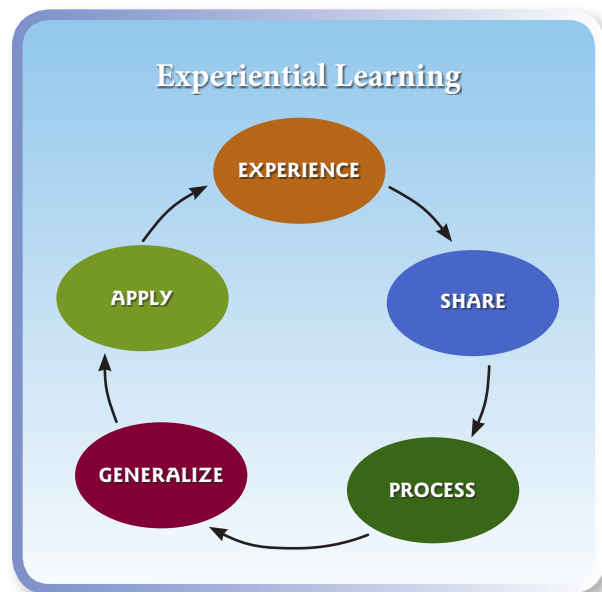 Experiential Learning
EXPERIENCE
SHARE
PROCESS
GENERALIZE
APPLY